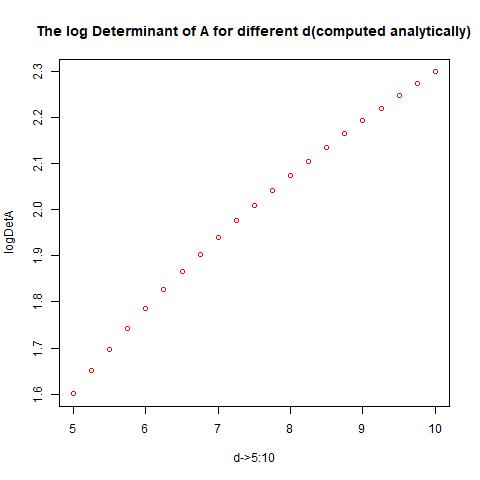 The log Determinant of A for different d(computed analytically)
2.3
2.2
2.1
2.0
1.9
1.8
1.7
1.6
logDetA
5 6 7 8 9 10
d->5:10